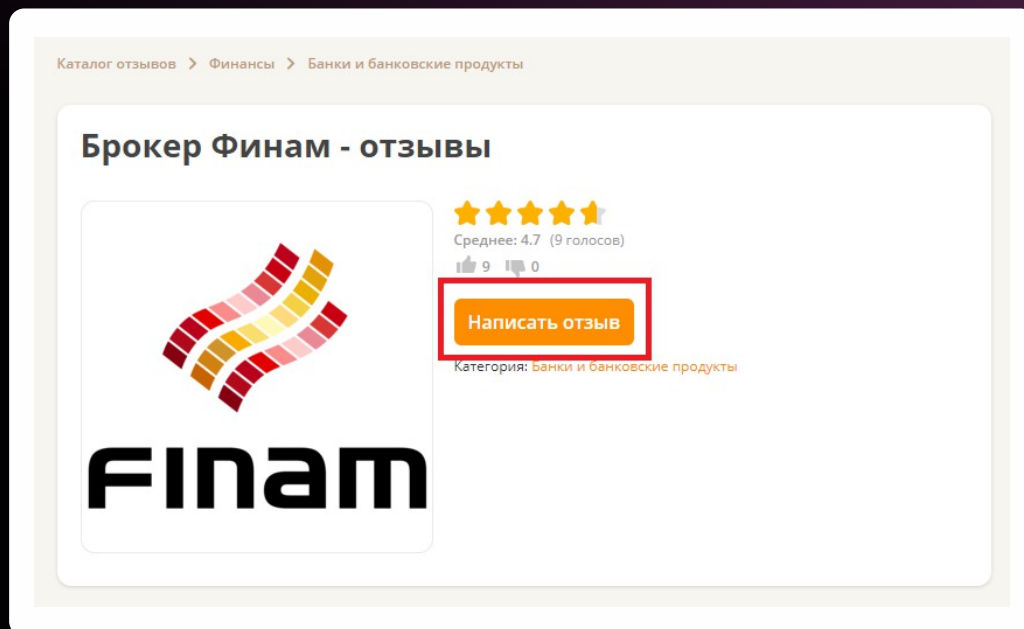 Каталог отзывов > Финансы > Банки и банковские продукты
Брокер Финам - отзывы
Среднее: 4.7 (9 голосов)
9 0
Написать отзыв
Категория: Банки и банковские продукты
FINAM